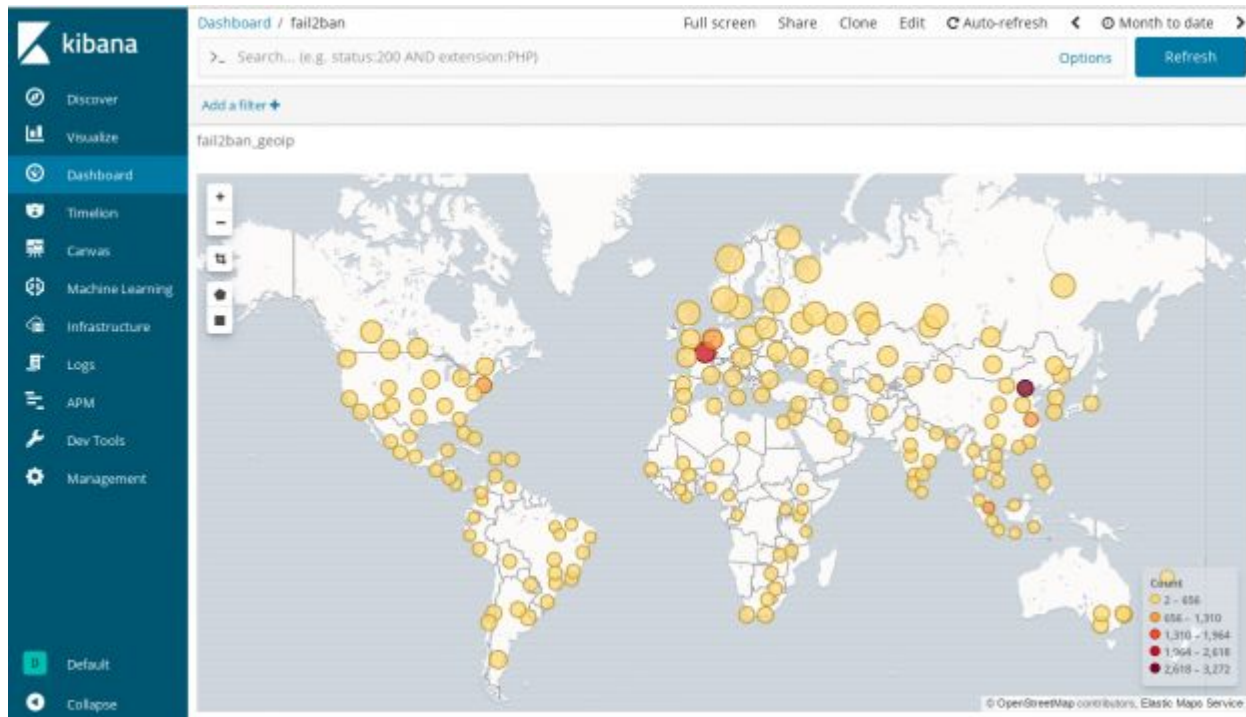 kibana
Discover
Visualize
Dashboard
Timelion
Canvas
Machine Learning
Infrastructure
Logs
APM
Dev Tools
Management
D Default
Collapse
Dashboard / fail2ban
Full screen Share Clone Edit Auto-refresh Month to date
>_ Search... (e.g. status:200 AND extension:PHP) Options Refresh
Add a filter +
fail2ban_geoip
+
−
Count
2 – 656
656 – 1,310
1,310 – 1,964
1,964 – 2,618
2,618 – 3,272
© OpenStreetMap contributors, Elastic Maps Service